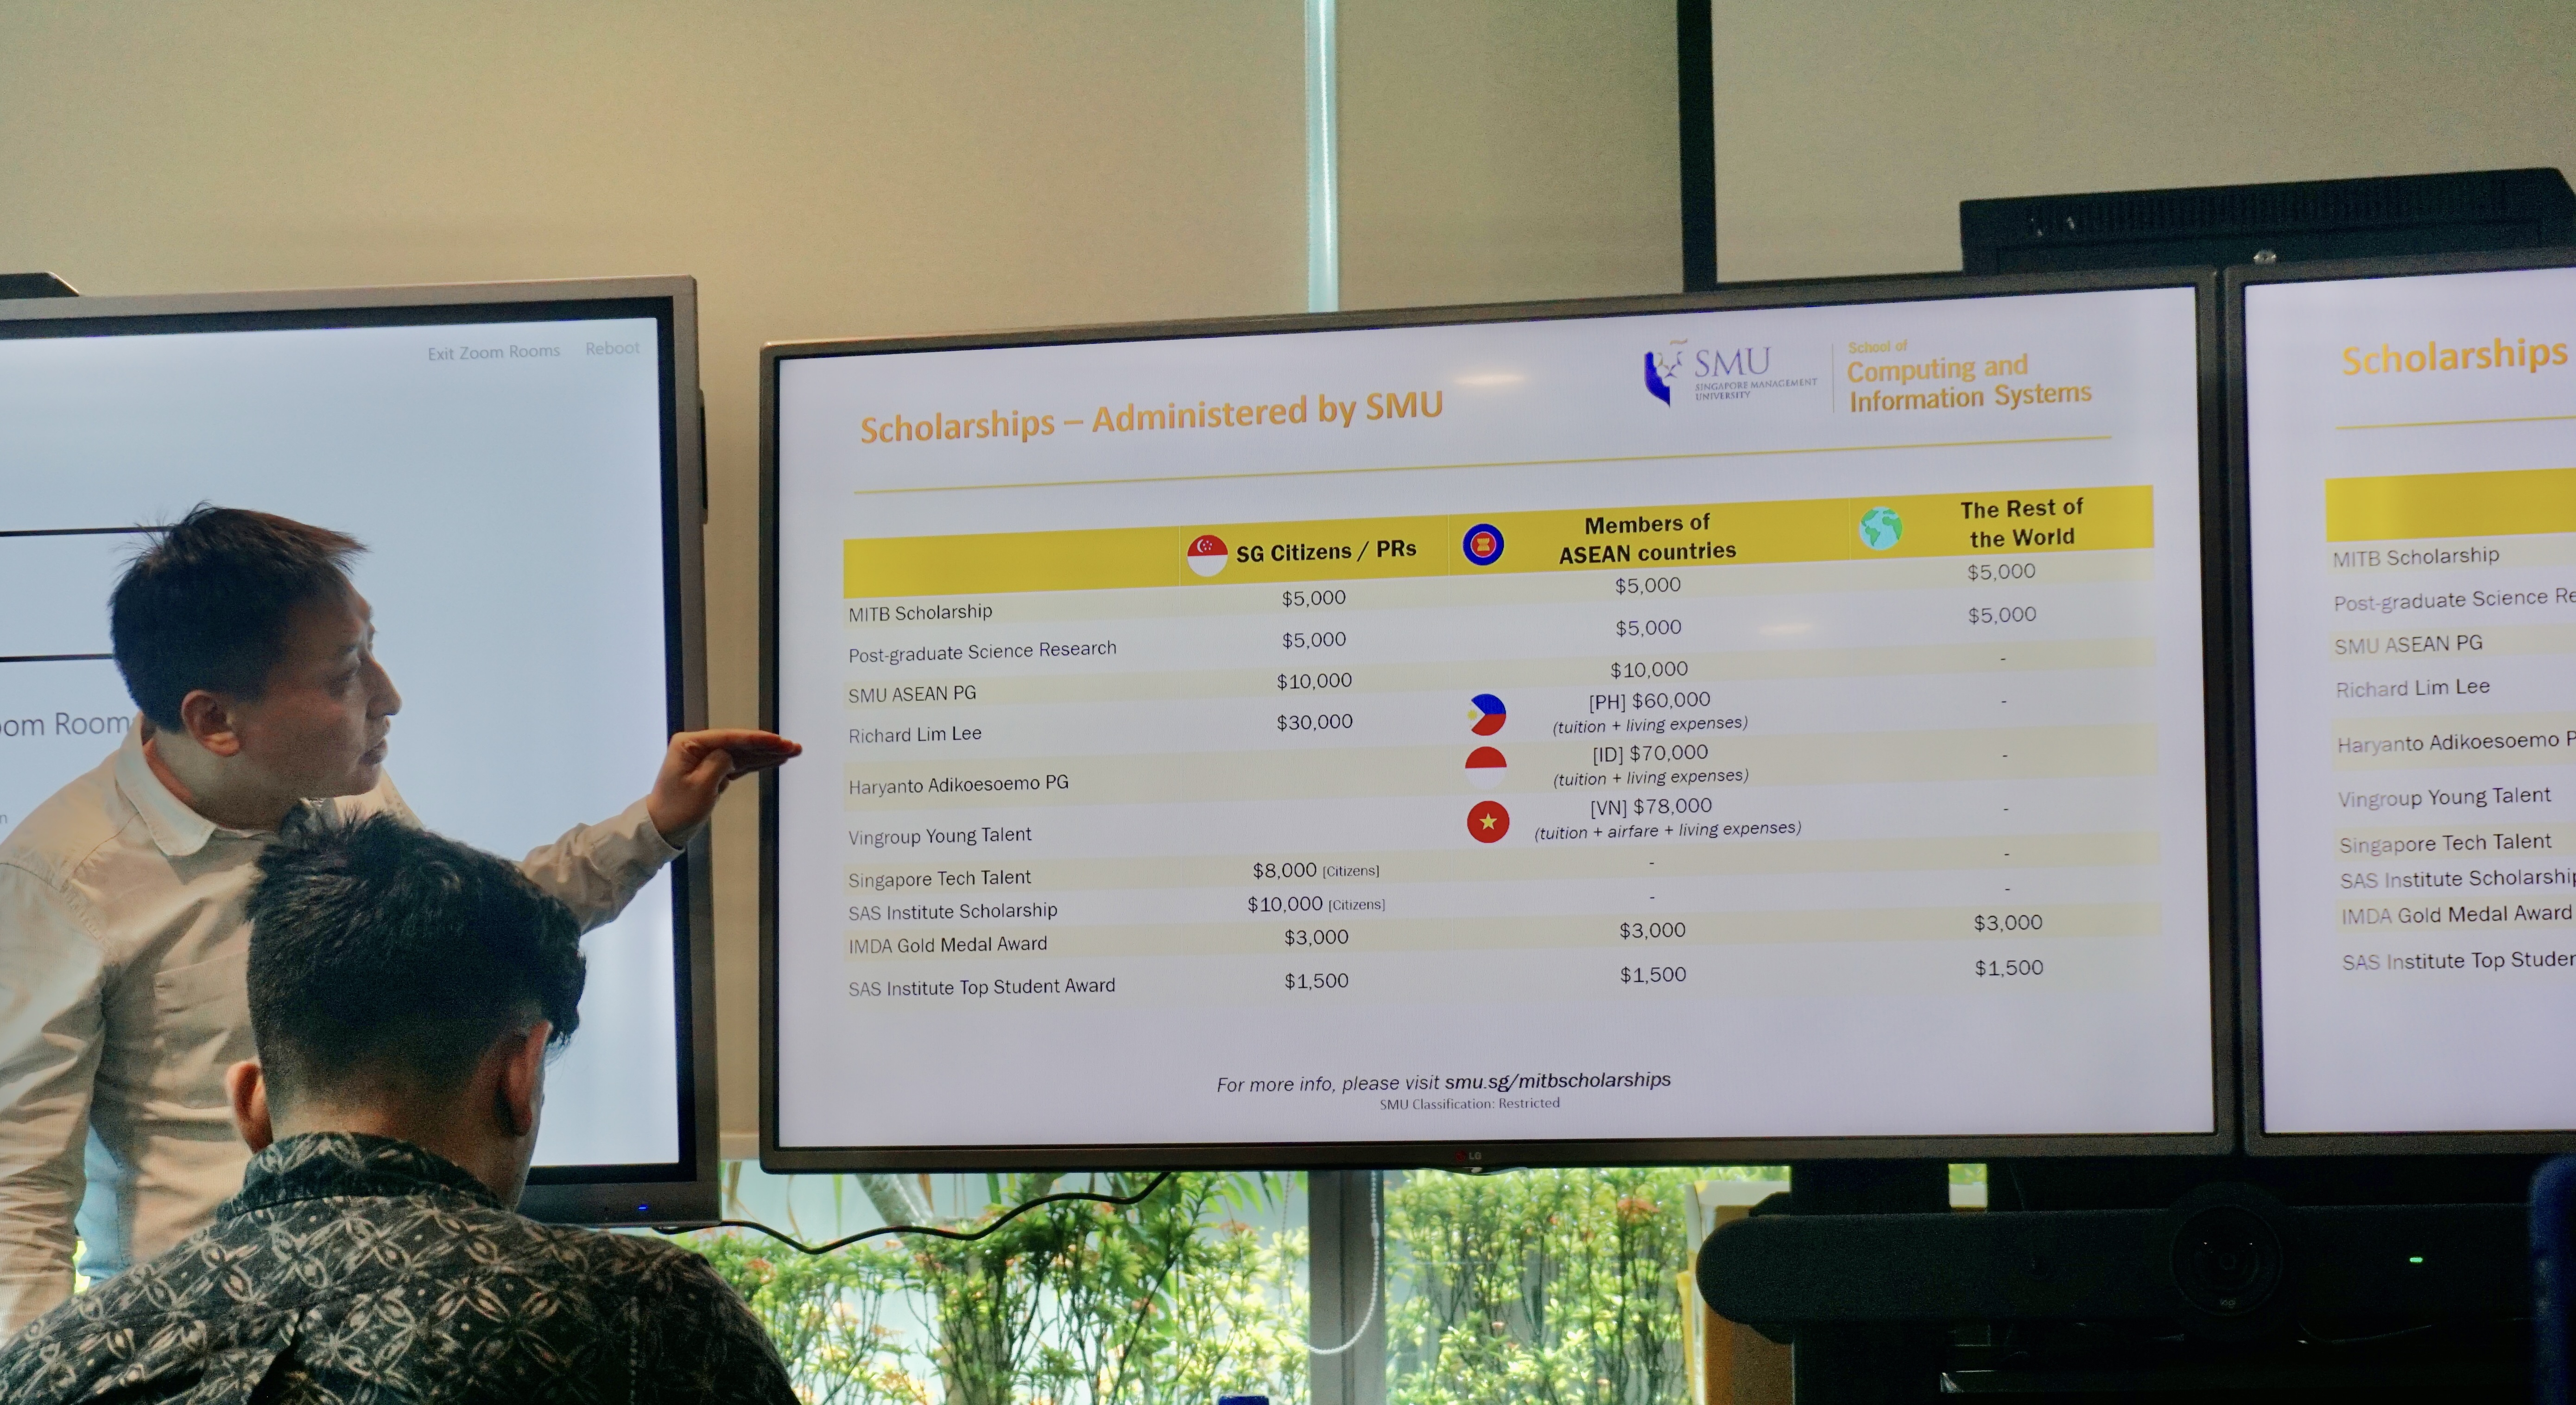 Exit Zoom Rooms Reboot
oom Room
Scholarships – Administered by SMU
SMU
SINGAPORE MANAGEMENT
UNIVERSITY
School of
Computing and
Information Systems
SG Citizens / PRs
Members of
ASEAN countries
The Rest of
the World
MITB Scholarship $5,000 $5,000 $5,000
Post-graduate Science Research $5,000 $5,000 $5,000
SMU ASEAN PG $10,000 $10,000 -
Richard Lim Lee $30,000 [PH] $60,000 -
(tuition + living expenses)
Haryanto Adikoesoemo PG [ID] $70,000 -
(tuition + living expenses)
Vingroup Young Talent [VN] $78,000 -
(tuition + airfare + living expenses)
Singapore Tech Talent $8,000 [Citizens] - -
SAS Institute Scholarship $10,000 [Citizens] - -
IMDA Gold Medal Award $3,000 $3,000 $3,000
SAS Institute Top Student Award $1,500 $1,500 $1,500
For more info, please visit smu.sg/mitbscholarships
SMU Classification: Restricted
LG
Scholarships
MITB Scholarship
Post-graduate Science Re
SMU ASEAN PG
Richard Lim Lee
Haryanto Adikoesoemo P
Vingroup Young Talent
Singapore Tech Talent
SAS Institute Scholarship
IMDA Gold Medal Award
SAS Institute Top Studen